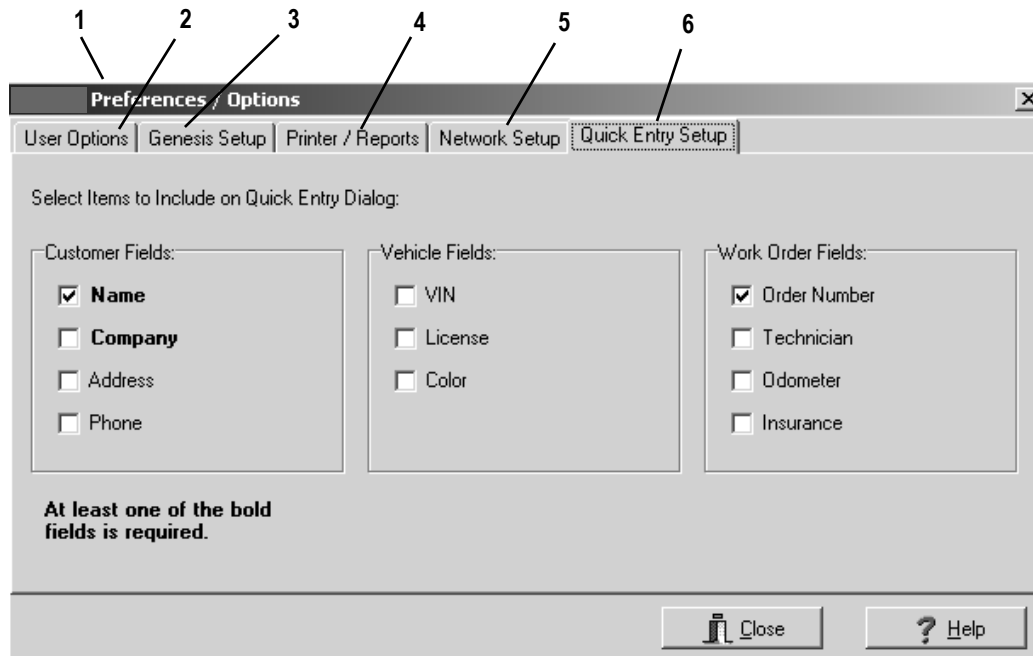 1 2 3 4 5 6
Preferences / Options
User Options Genesis Setup Printer / Reports Network Setup Quick Entry Setup
Select Items to Include on Quick Entry Dialog:
Customer Fields:
Name
Company
Address
Phone
Vehicle Fields:
VIN
License
Color
Work Order Fields:
Order Number
Technician
Odometer
Insurance
At least one of the bold
fields is required.
Close Help